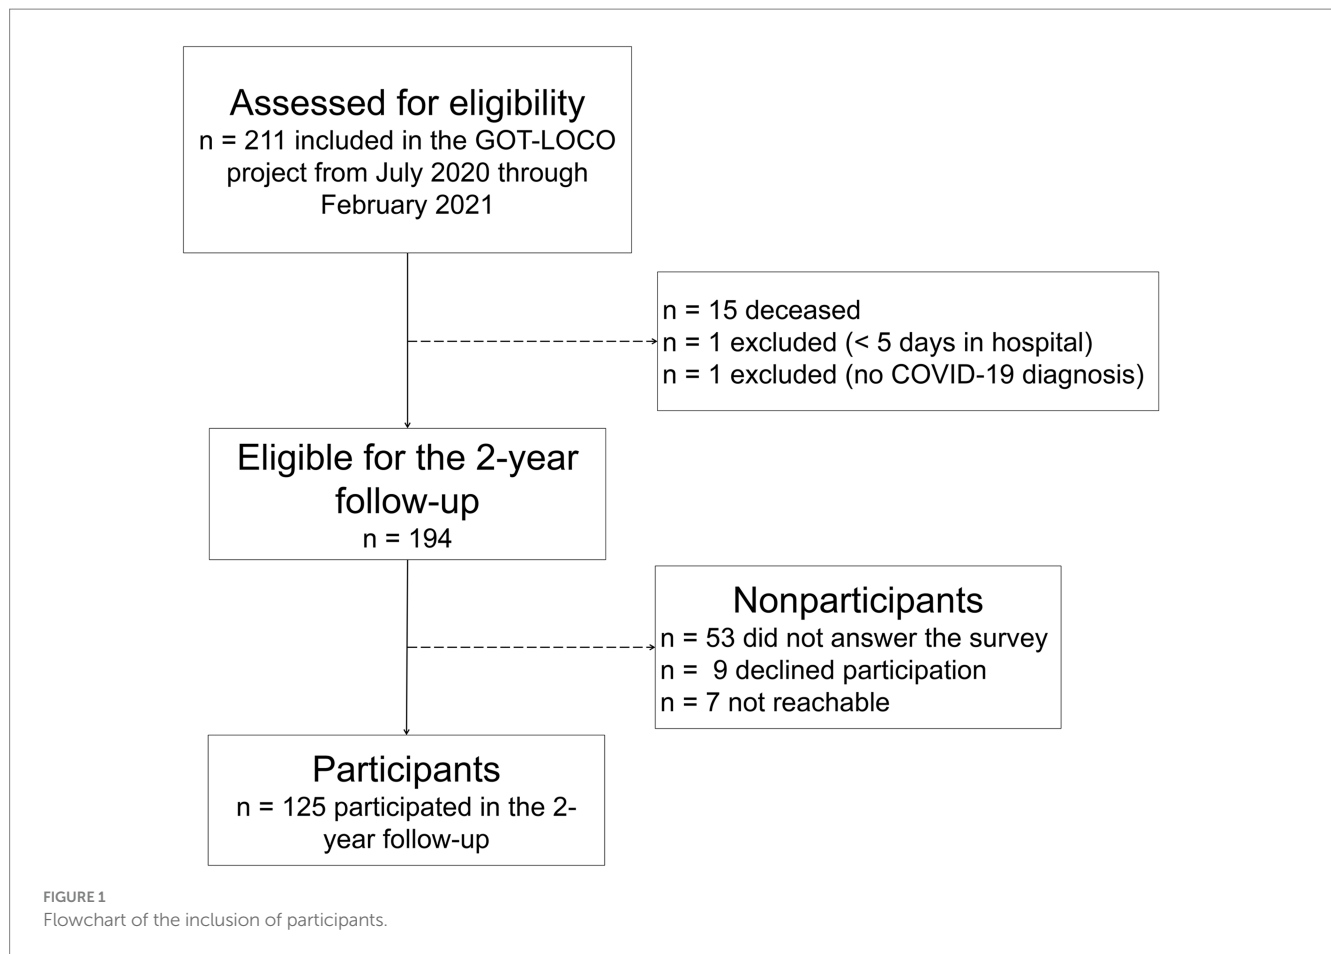 Assessed for eligibility
n = 211 included in the GOT-LOCO
project from July 2020 through
February 2021
n = 15 deceased
n = 1 excluded (< 5 days in hospital)
n = 1 excluded (no COVID-19 diagnosis)
Eligible for the 2-year
follow-up
n = 194
Nonparticipants
n = 53 did not answer the survey
n =  9 declined participation
n = 7 not reachable
Participants
n = 125 participated in the 2-
year follow-up
FIGURE 1
Flowchart of the inclusion of participants.